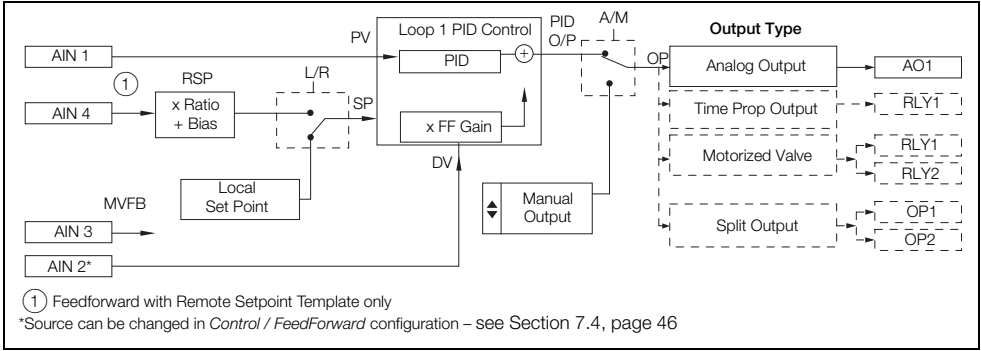 PV
Loop 1 PID Control
PID
O/P
A/M
Output Type
AIN 1
PID
+
OP
Analog Output
AO1
1
RSP
L/R
AIN 4
x Ratio
+ Bias
SP
x FF Gain
Time Prop Output
RLY1
Motorized Valve
RLY1
RLY2
DV
Local
Set Point
Manual
Output
MVFB
AIN 3
Split Output
OP1
OP2
AIN 2*
1 Feedforward with Remote Setpoint Template only
*Source can be changed in Control / FeedForward configuration – see Section 7.4, page 46